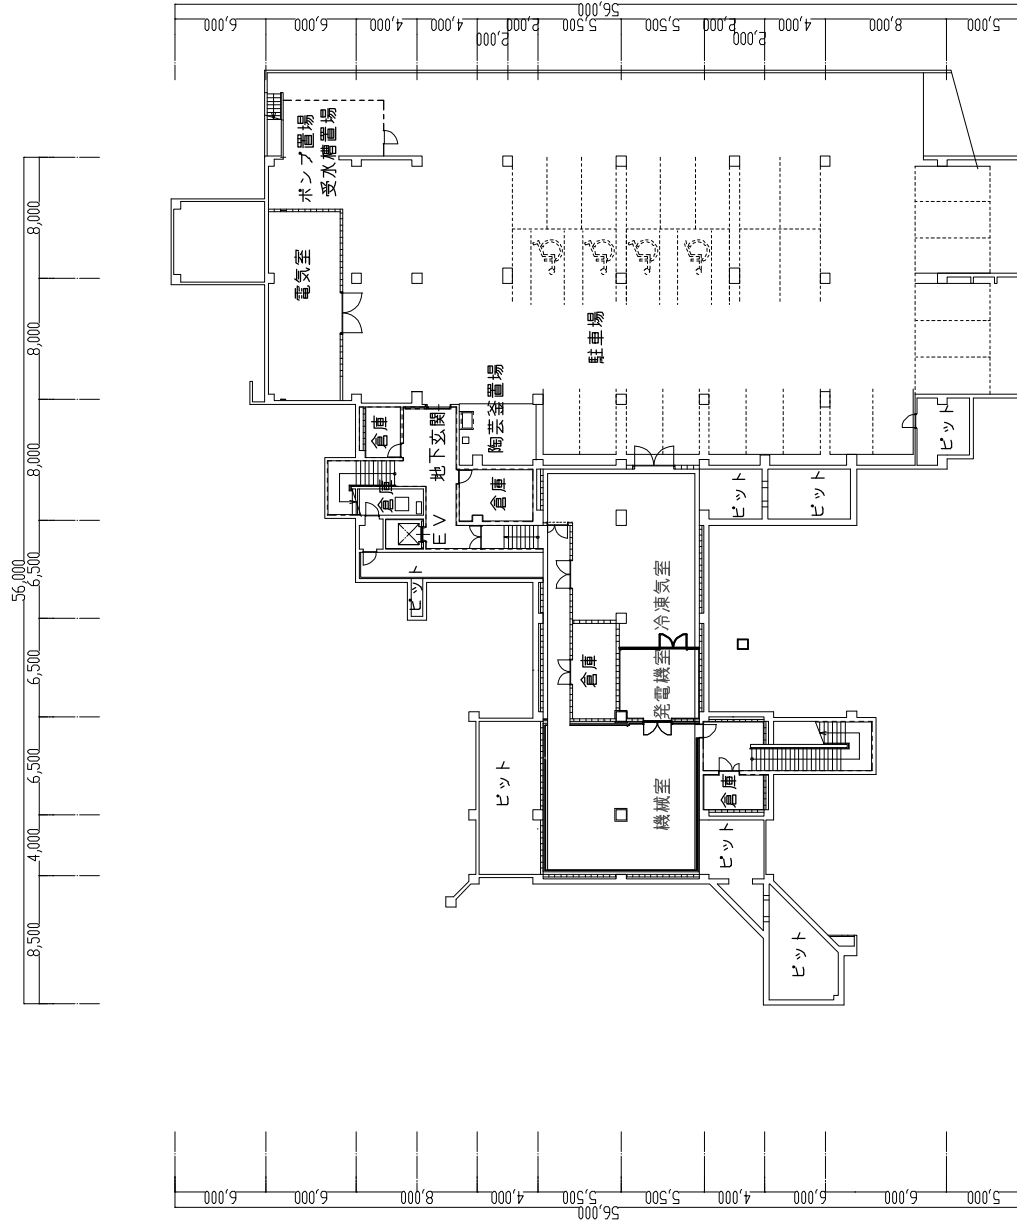 56,000
6,000
6,000
4,000
4,000
2,000
2,000
5,500
5,500
2,000
2,000
4,000
8,000
5,000
ポンプ置場
受水槽置場
電気室
駐車場
陶芸釜置場
倉庫
地下玄関
倉庫
倉庫
EV
ピット
ピット
ピット
ピット
冷凍気室
発電機室
倉庫
機械室
倉庫
ピット
ピット
ピット
56,000
8,000
8,000
8,000
6,500
6,500
6,500
4,000
8,500
6,000
6,000
8,000
4,000
5,500
5,500
4,000
6,000
6,000
5,000
56,000